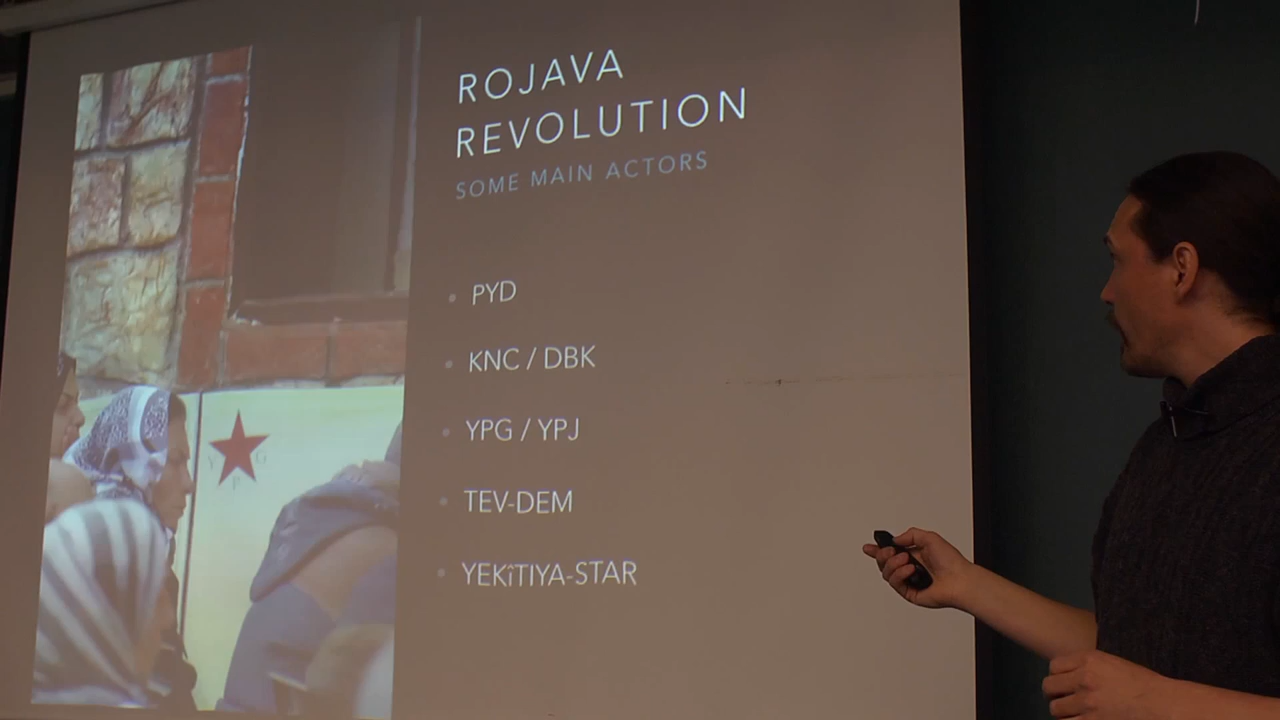 ROJAVA
REVOLUTION
SOME MAIN ACTORS
• PYD
• KNC / DBK
• YPG / YPJ
• TEV-DEM
• YEKîTIYA-STAR
Y P G